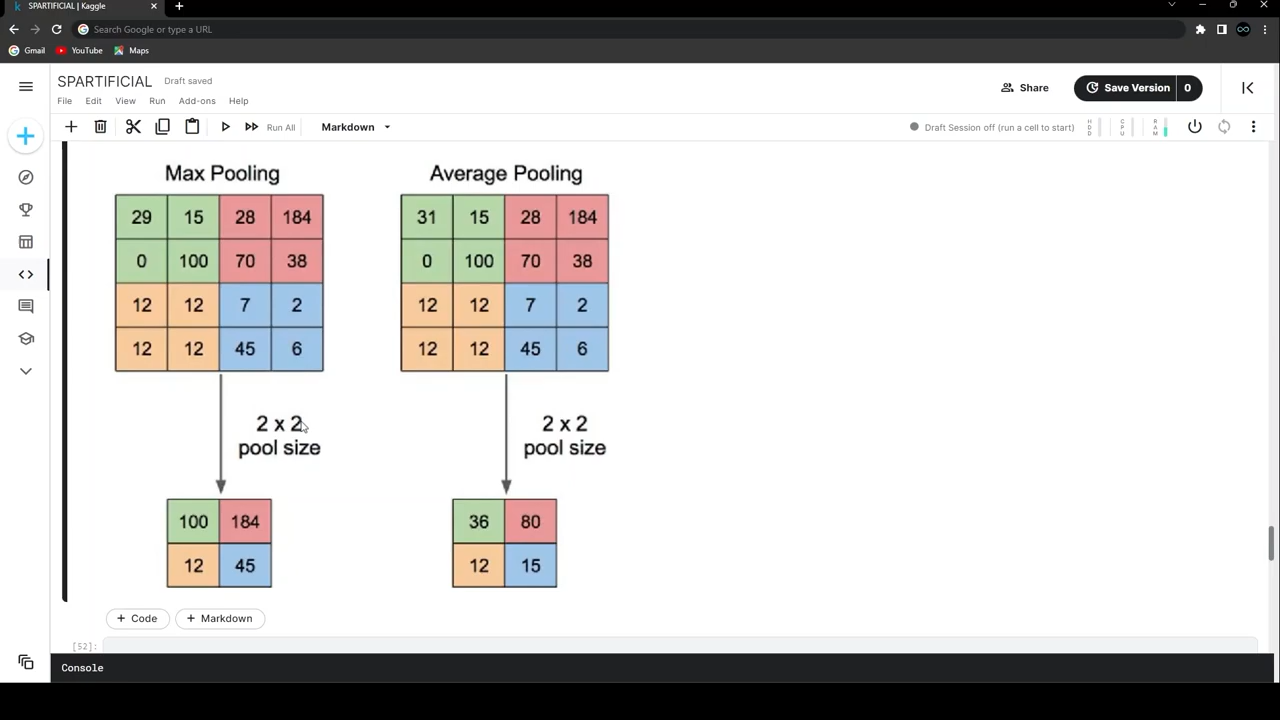 SPARTIFICIAL | Kaggle
Search Google or type a URL
Gmail YouTube Maps
SPARTIFICIAL Draft saved
Share Save Version 0
File Edit View Run Add-ons Help
Run All Markdown Draft Session off (run a cell to start) HDD CPU RAM
Max Pooling Average Pooling
29 15 28 184 31 15 28 184
0 100 70 38 0 100 70 38
12 12 7 2 12 12 7 2
12 12 45 6 12 12 45 6
2 x 2 2 x 2
pool size pool size
100 184 36 80
12 45 12 15
+ Code + Markdown
[52]:
Console